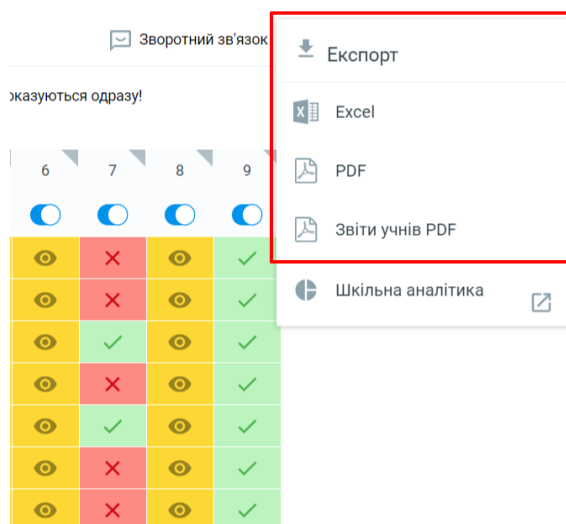 Зворотний зв'язок
Експорт
оказуються одразу!
Excel
6 7 8 9
PDF
Звіти учнів PDF
Шкільна аналітика